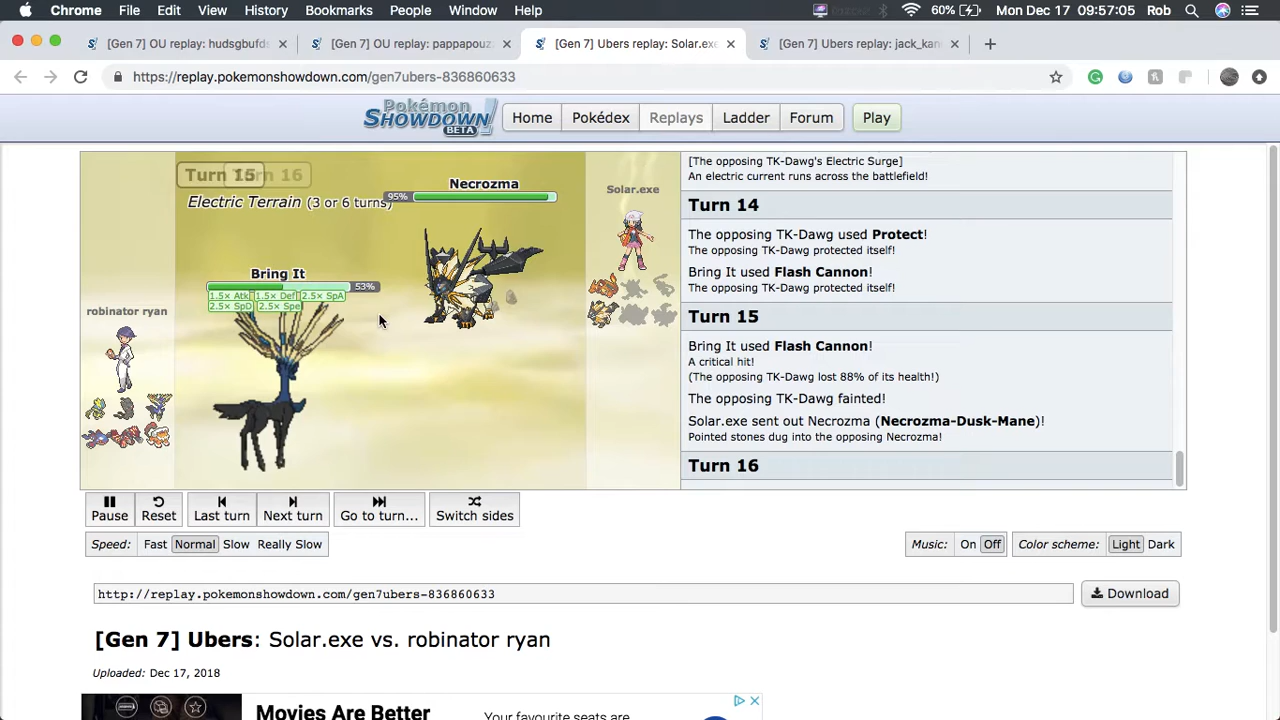 Chrome File Edit View History Bookmarks People Window Help 60% Mon Dec 17 09:57:05 Rob
[Gen 7] OU replay: hudsgbufds × [Gen 7] OU replay: pappapouz × [Gen 7] Ubers replay: Solar.exe × [Gen 7] Ubers replay: jack_kan × +
https://replay.pokemonshowdown.com/gen7ubers-836860633
Pokémon SHOWDOWN! BETA Home Pokédex Replays Ladder Forum Play
Turn 15 Turn 16
Electric Terrain (3 or 6 turns)
Necrozma
95%
Bring It
53%
1.5× Atk 1.5× Def 2.5× SpA
2.5× SpD 2.5× Spe
robinator ryan
Solar.exe
[The opposing TK-Dawg's Electric Surge]
An electric current runs across the battlefield!
Turn 14
The opposing TK-Dawg used Protect!
The opposing TK-Dawg protected itself!
Bring It used Flash Cannon!
The opposing TK-Dawg protected itself!
Turn 15
Bring It used Flash Cannon!
A critical hit!
(The opposing TK-Dawg lost 88% of its health!)
The opposing TK-Dawg fainted!
Solar.exe sent out Necrozma (Necrozma-Dusk-Mane)!
Pointed stones dug into the opposing Necrozma!
Turn 16
Pause Reset Last turn Next turn Go to turn... Switch sides
Speed: Fast Normal Slow Really Slow Music: On Off Color scheme: Light Dark
http://replay.pokemonshowdown.com/gen7ubers-836860633 Download
[Gen 7] Ubers: Solar.exe vs. robinator ryan
Uploaded: Dec 17, 2018
Movies Are Better Your favourite seats are